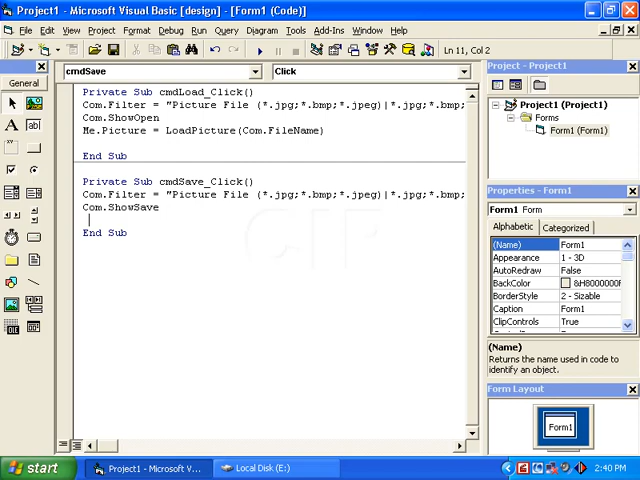 Project1 - Microsoft Visual Basic [design] - [Form1 (Code)]
File Edit View Project Format Debug Run Query Diagram Tools Add-Ins Window Help
Ln 11, Col 2
General
A
ab|
OLE
cmdSave
Click
Private Sub cmdLoad_Click()
Com.Filter = "Picture File (*.jpg;*.bmp;*.jpeg)|*.jpg;*.bmp;
Com.ShowOpen
Me.Picture = LoadPicture(Com.FileName)
End Sub
Private Sub cmdSave_Click()
Com.Filter = "Picture File (*.jpg;*.bmp;*.jpeg)|*.jpg;*.bmp;
Com.ShowSave
End Sub
Project - Project1
Project1 (Project1)
Forms
Form1 (Form1)
Properties - Form1
Form1 Form
Alphabetic Categorized
(Name) Form1
Appearance 1 - 3D
AutoRedraw False
BackColor &H8000000F
BorderStyle 2 - Sizable
Caption Form1
ClipControls True
(Name)
Returns the name used in code to
identify an object.
Form Layout
Form1
start
Project1 - Microsoft Vi...
Local Disk (E:)
2:40 PM